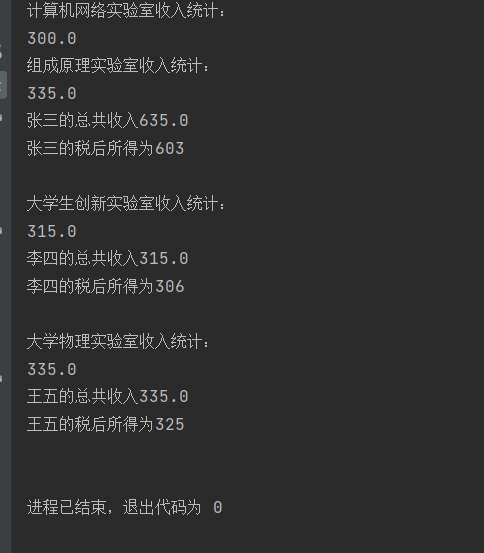 计算机网络实验室收入统计:
300.0
组成原理实验室收入统计:
335.0
张三的总共收入635.0
张三的税后所得为603
大学生创新实验室收入统计:
315.0
李四的总共收入315.0
李四的税后所得为306
大学物理实验室收入统计:
335.0
王五的总共收入335.0
王五的税后所得为325
进程已结束，退出代码为 0